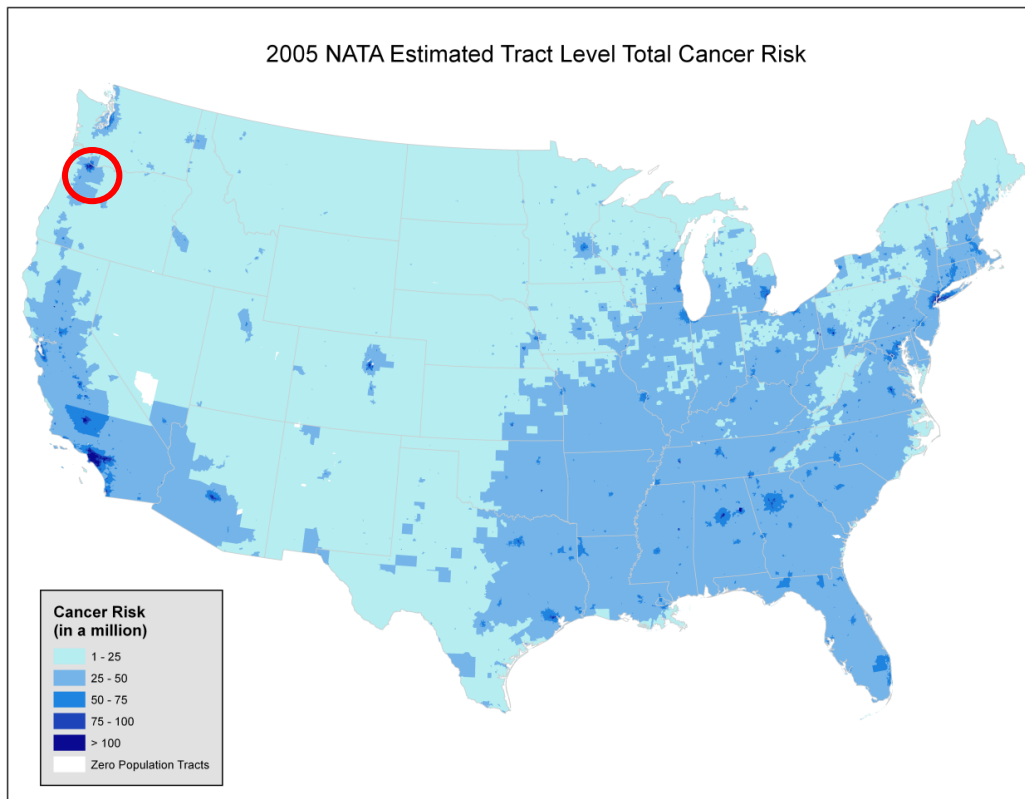 2005 NATA Estimated Tract Level Total Cancer Risk
Cancer Risk
(in a million)
1 - 25
25 - 50
50 - 75
75 - 100
> 100
Zero Population Tracts